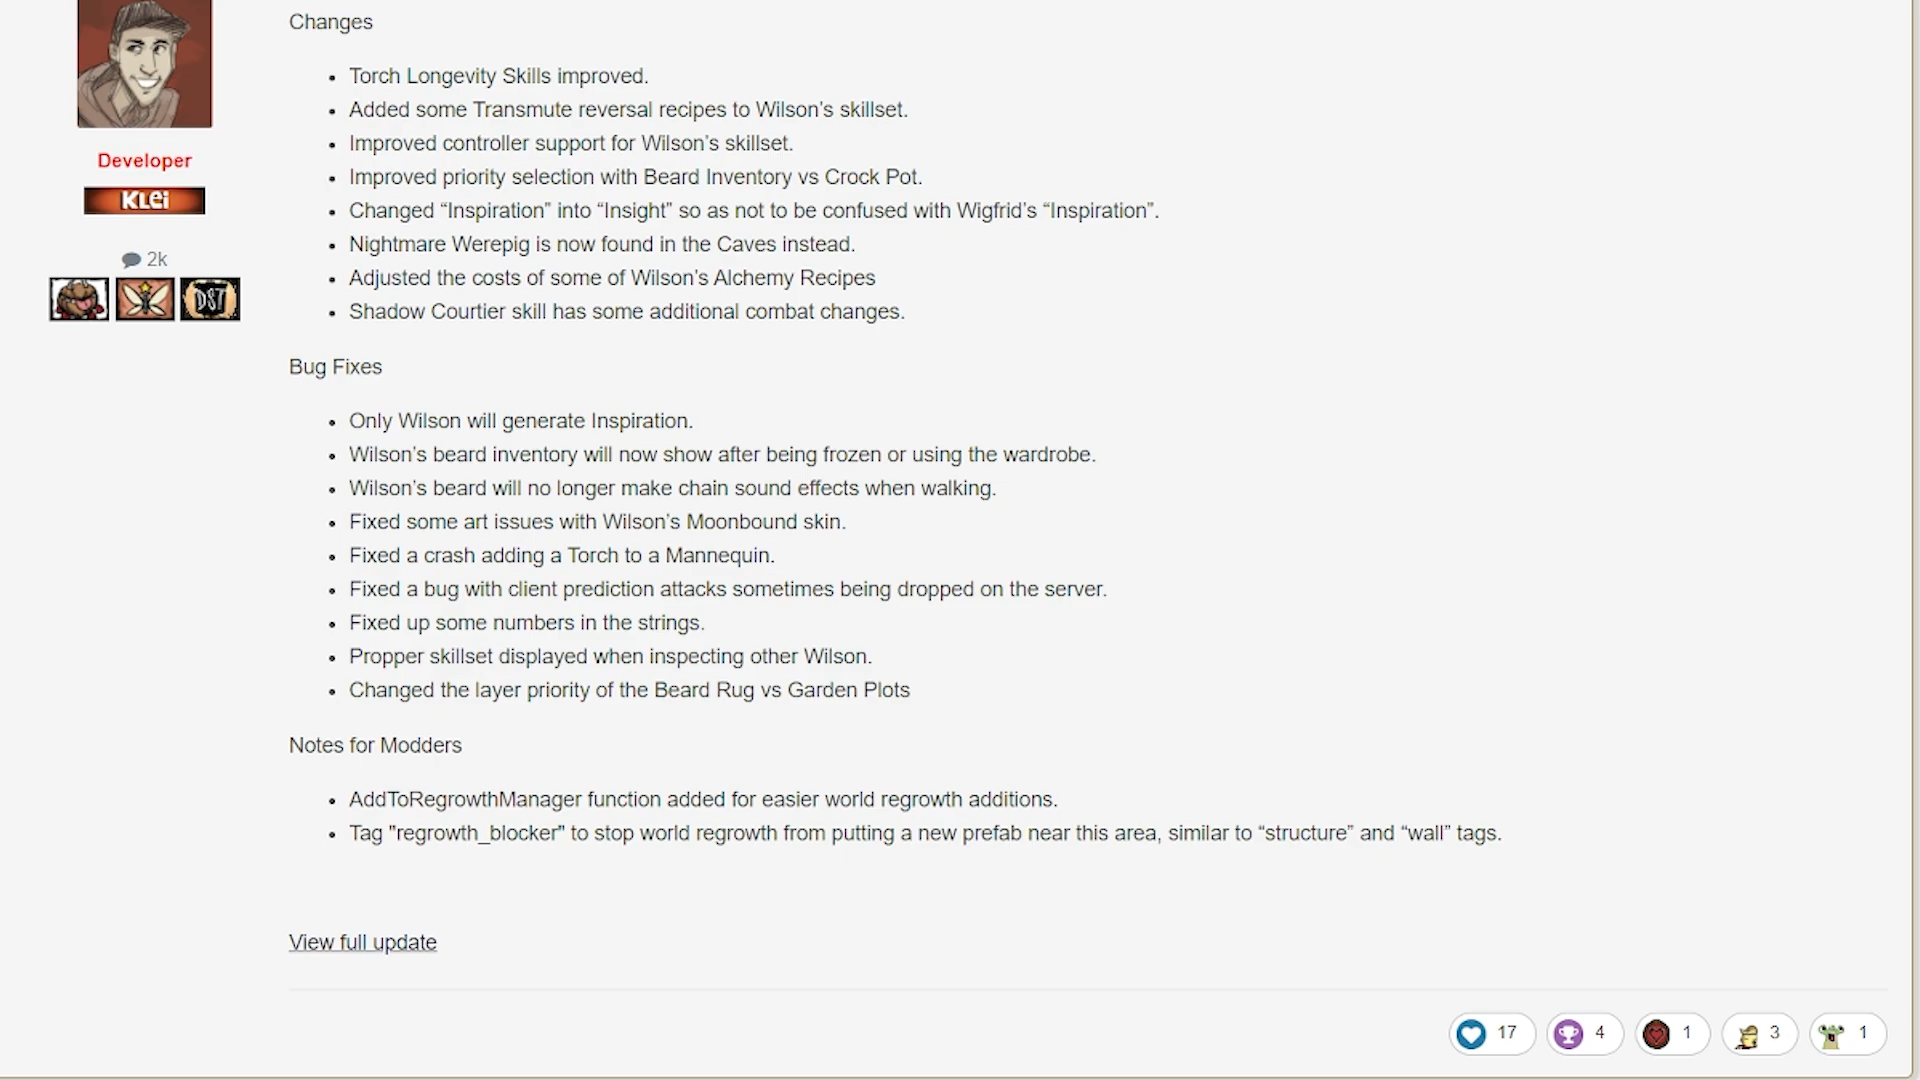 Changes
Torch Longevity Skills improved.
Added some Transmute reversal recipes to Wilson’s skillset.
Improved controller support for Wilson’s skillset.
Improved priority selection with Beard Inventory vs Crock Pot.
Changed “Inspiration” into “Insight” so as not to be confused with Wigfrid’s “Inspiration”.
Nightmare Werepig is now found in the Caves instead.
Adjusted the costs of some of Wilson’s Alchemy Recipes
Shadow Courtier skill has some additional combat changes.
Developer
KLei
2k
DST
Bug Fixes
Only Wilson will generate Inspiration.
Wilson’s beard inventory will now show after being frozen or using the wardrobe.
Wilson’s beard will no longer make chain sound effects when walking.
Fixed some art issues with Wilson’s Moonbound skin.
Fixed a crash adding a Torch to a Mannequin.
Fixed a bug with client prediction attacks sometimes being dropped on the server.
Fixed up some numbers in the strings.
Propper skillset displayed when inspecting other Wilson.
Changed the layer priority of the Beard Rug vs Garden Plots
Notes for Modders
AddToRegrowthManager function added for easier world regrowth additions.
Tag "regrowth_blocker" to stop world regrowth from putting a new prefab near this area, similar to “structure” and “wall” tags.
View full update
17 4 1 3 1